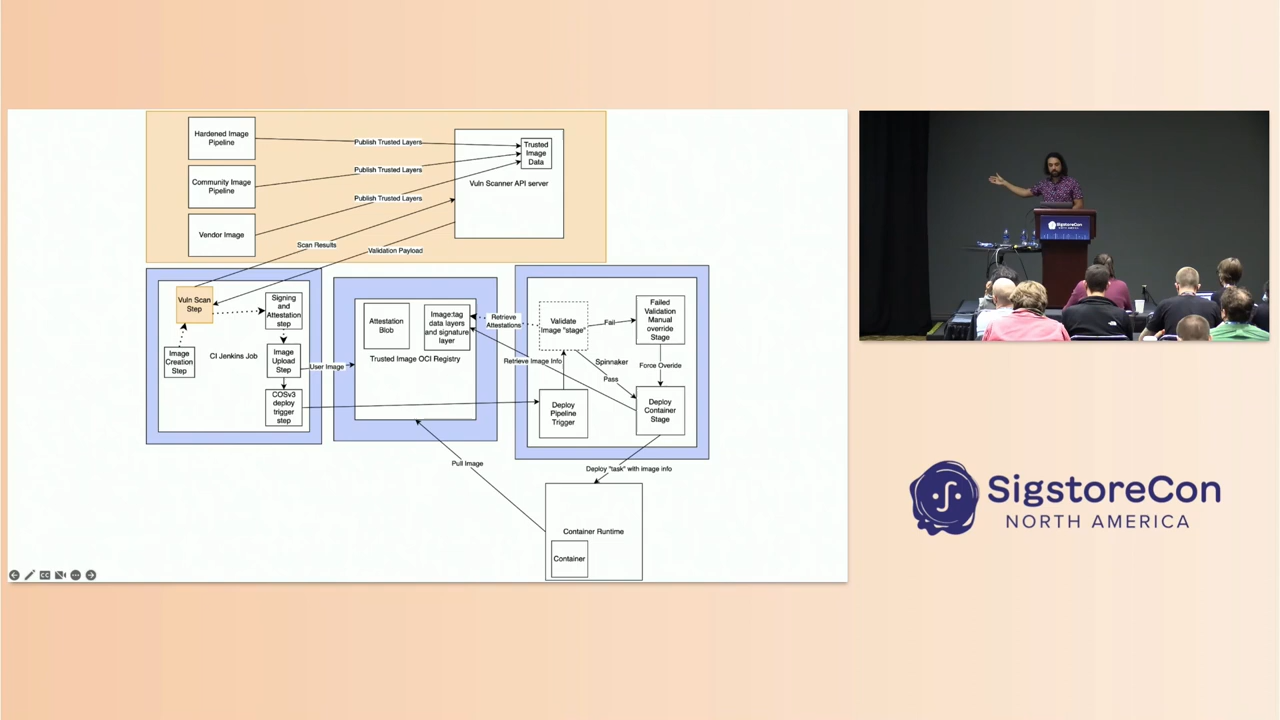 Hardened Image
Pipeline
Publish Trusted Layers
Trusted
Image
Data
Community Image
Pipeline
Publish Trusted Layers
Vuln Scanner API server
Vendor Image
Publish Trusted Layers
Scan Results
Validation Payload
Vuln Scan
Step
Signing
and
Attestation
step
Image
Creation
Step
CI Jenkins Job
Image
Upload
Step
COSv3
deploy
trigger
step
User Image
Attestation
Blob
Image:tag
data layers
and signature
layer
Trusted Image OCI Registry
Retrieve
Attestations
Retrieve Image Info
Validate
Image "stage"
Fail
Failed
Validation
Manual
override
Stage
Spinnaker
Pass
Force Overide
Deploy
Pipeline
Trigger
Deploy
Container
Stage
Pull Image
Deploy "task" with image info
Container Runtime
Container
SigstoreCon
NORTH AMERICA
SigstoreCon
NORTH AMERICA